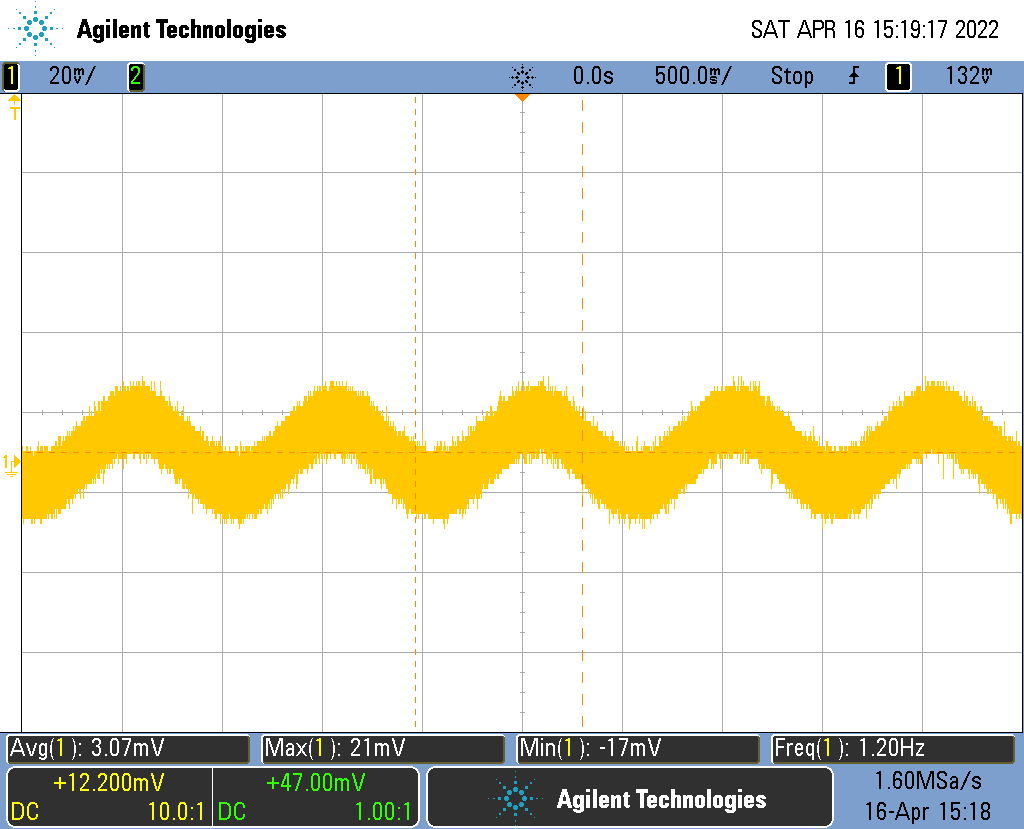 Agilent Technologies
SAT APR 16 15:19:17 2022
1 20mV/ 2 0.0s 500.0ms/ Stop 1 132mV
T
1
Avg(1): 3.07mV Max(1): 21mV Min(1): -17mV Freq(1): 1.20Hz
+12.200mV +47.00mV 1.60MSa/s
DC 10.0:1 DC 1.00:1 Agilent Technologies 16-Apr 15:18